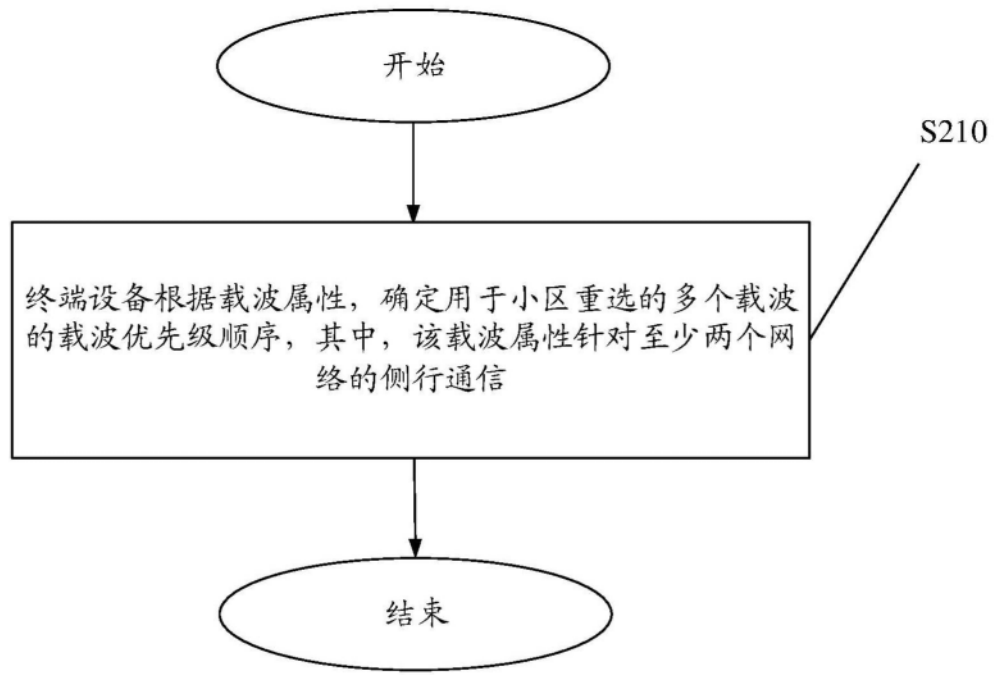 开始
S210
终端设备根据载波属性，确定用于小区重选的多个载波
的载波优先级顺序，其中，该载波属性针对至少两个网
络的侧行通信
结束